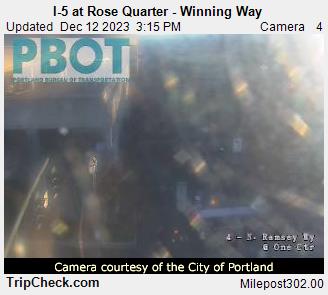 I-5 at Rose Quarter - Winning Way
Updated Dec 12 2023 3:15 PM Camera 4
PBOT
PORTLAND BUREAU OF TRANSPORTATION
4 - N. Ramsey Wy
@ One Ctr
Camera courtesy of the City of Portland
TripCheck.com Milepost302.00